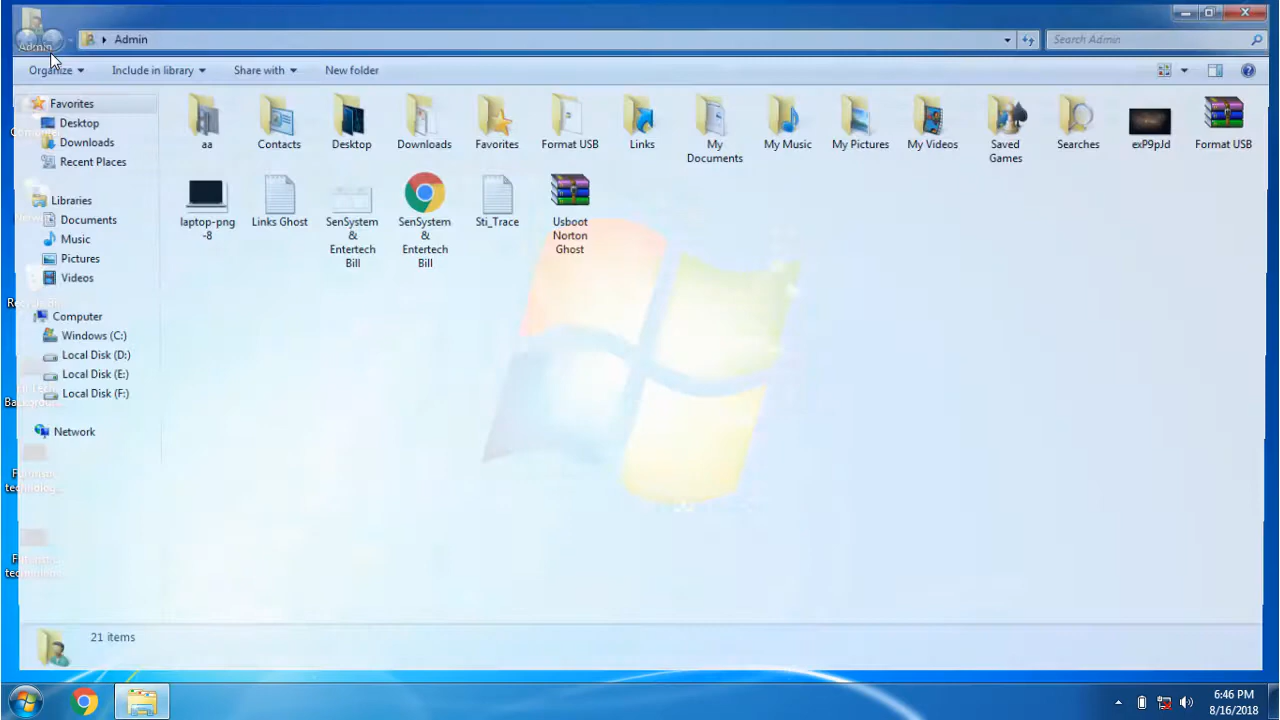 Admin
Admin
Search Admin
Organize
Include in library
Share with
New folder
Favorites
Desktop
Downloads
Recent Places
Libraries
Documents
Music
Pictures
Videos
Computer
Windows (C:)
Local Disk (D:)
Local Disk (E:)
Local Disk (F:)
Network
aa
Contacts
Desktop
Downloads
Favorites
Format USB
Links
My
Documents
My Music
My Pictures
My Videos
Saved
Games
Searches
exP9pJd
Format USB
laptop-png
-8
Links Ghost
SenSystem
&
Entertech
Bill
SenSystem
&
Entertech
Bill
Sti_Trace
Usboot
Norton
Ghost
21 items
6:46 PM
8/16/2018